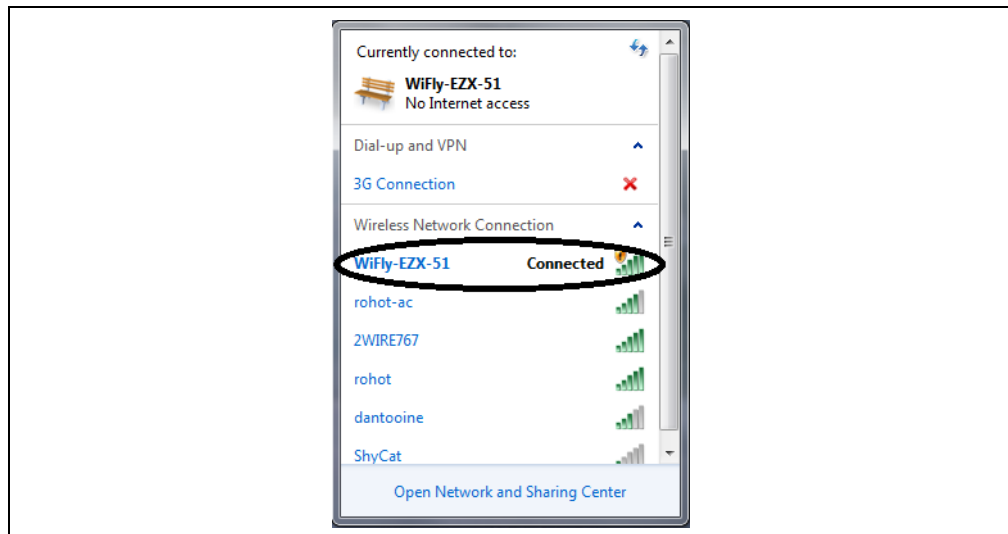 Currently connected to:
WiFly-EZX-51
No Internet access
Dial-up and VPN
3G Connection
Wireless Network Connection
WiFly-EZX-51 Connected
rohot-ac
2WIRE767
rohot
dantooine
ShyCat
Open Network and Sharing Center